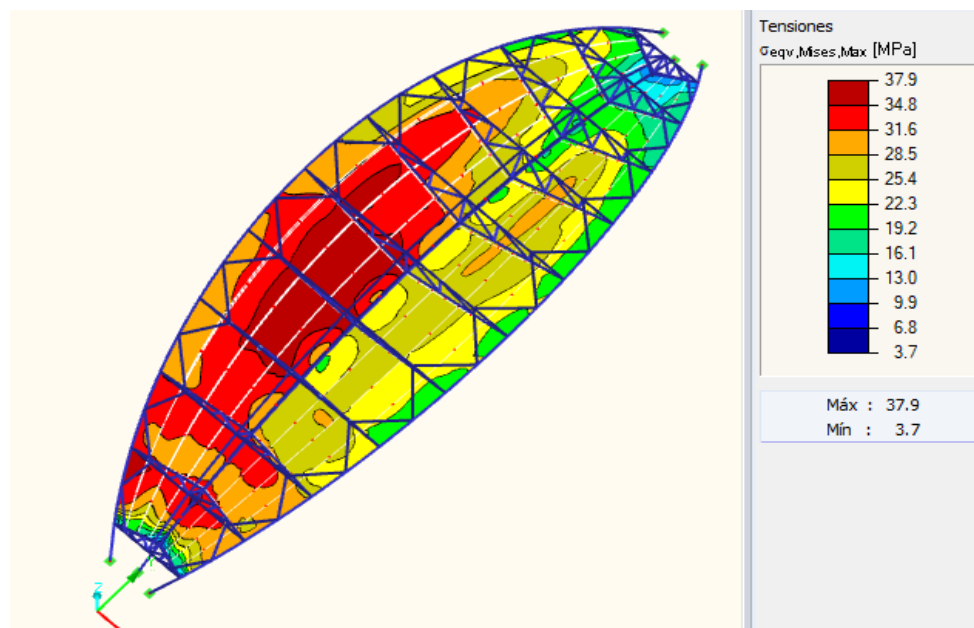 Tensiones
σeqv,Mises,Max [MPa]
37.9
34.8
31.6
28.5
25.4
22.3
19.2
16.1
13.0
9.9
6.8
3.7
Máx : 37.9
Mín : 3.7
Z